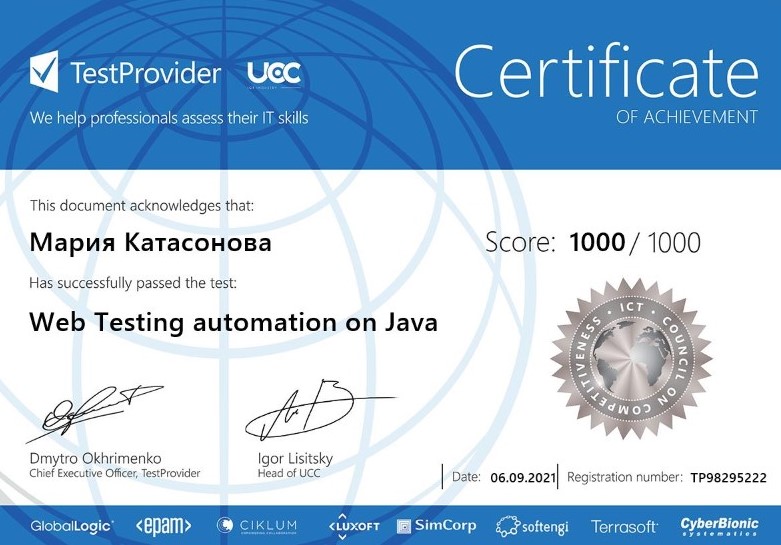 TestProvider UCC
We help professionals assess their IT skills
Certificate
OF ACHIEVEMENT
This document acknowledges that:
Мария Катасонова
Score: 1000 / 1000
Has successfully passed the test:
Web Testing automation on Java
ICT • COUNCIL ON COMPETITIVENESS •
Dmytro Okhrimenko
Chief Executive Officer, TestProvider
Igor Lisitsky
Head of UCC
Date: 06.09.2021
Registration number: TP98295222
GlobalLogic® <epam> CIKLUM <LUXOFT SimCorp softengi Terrasoft® CyberBionic
systematics